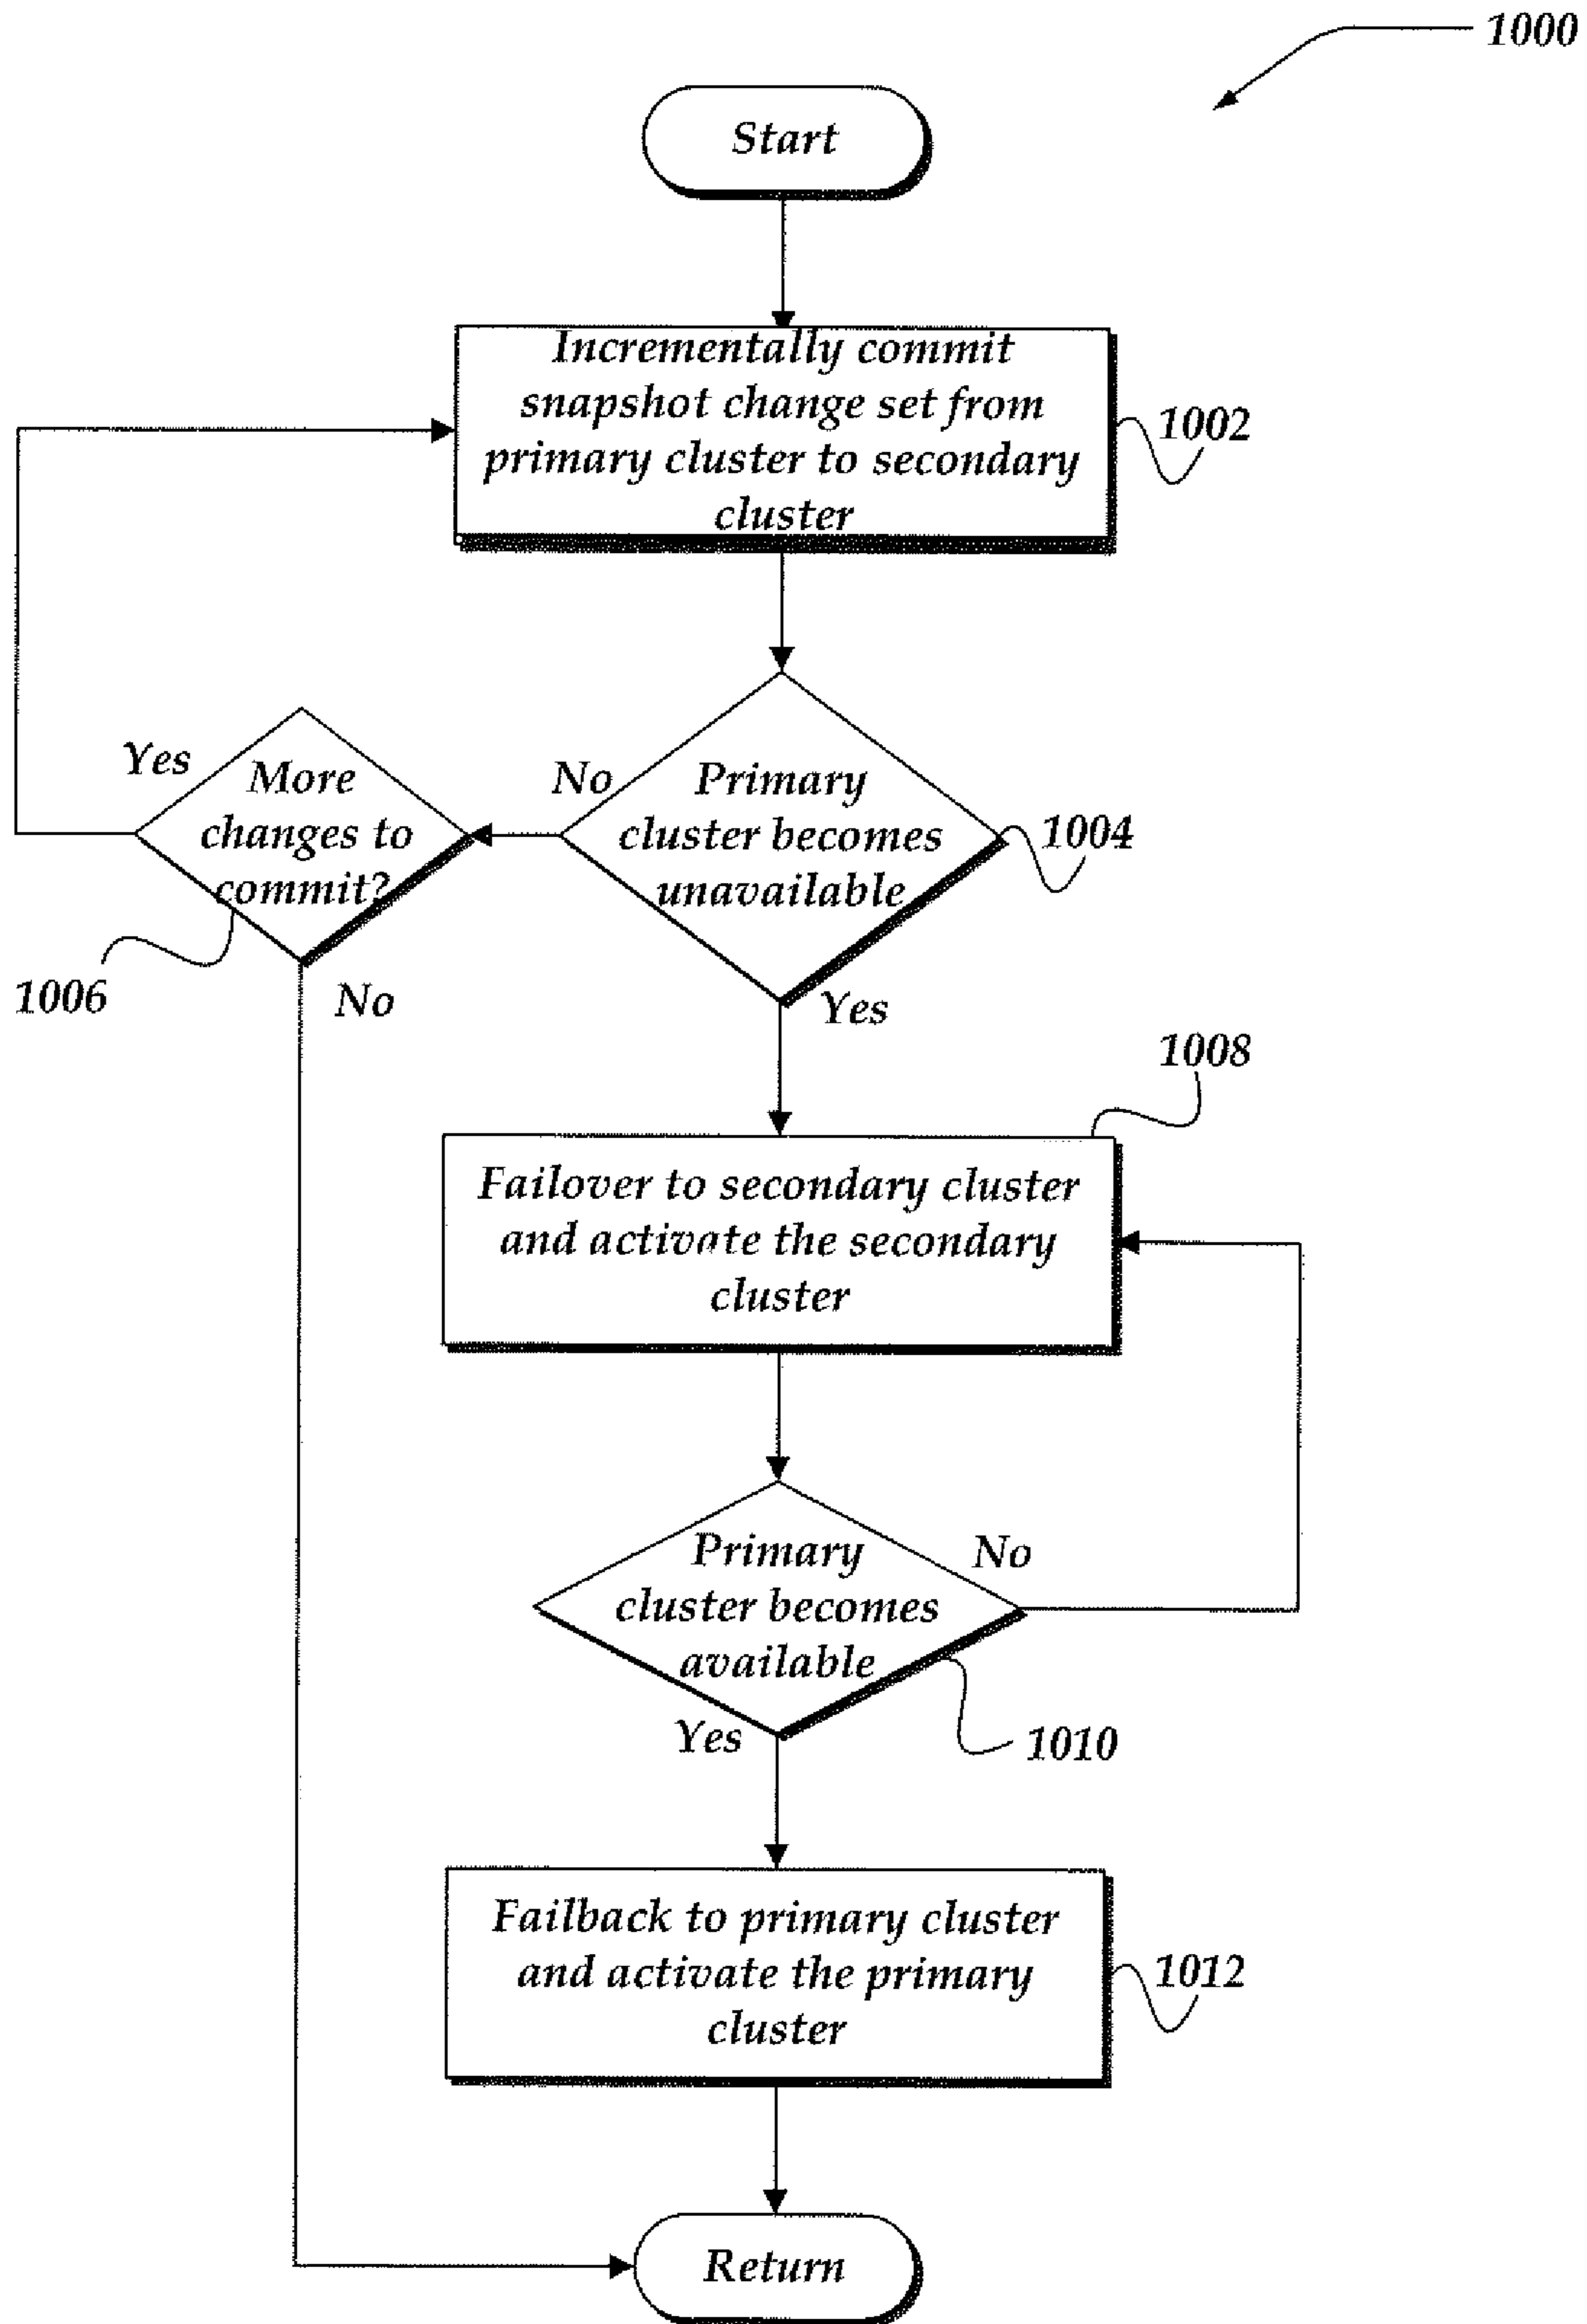 1000
Start
Incrementally commit
snapshot change set from
primary cluster to secondary
cluster
1002
Yes
More
changes to
commit?
No
Primary
cluster becomes
unavailable
1004
1006
No
Yes
1008
Failover to secondary cluster
and activate the secondary
cluster
Primary
cluster becomes
available
No
Yes
1010
Failback to primary cluster
and activate the primary
cluster
1012
Return